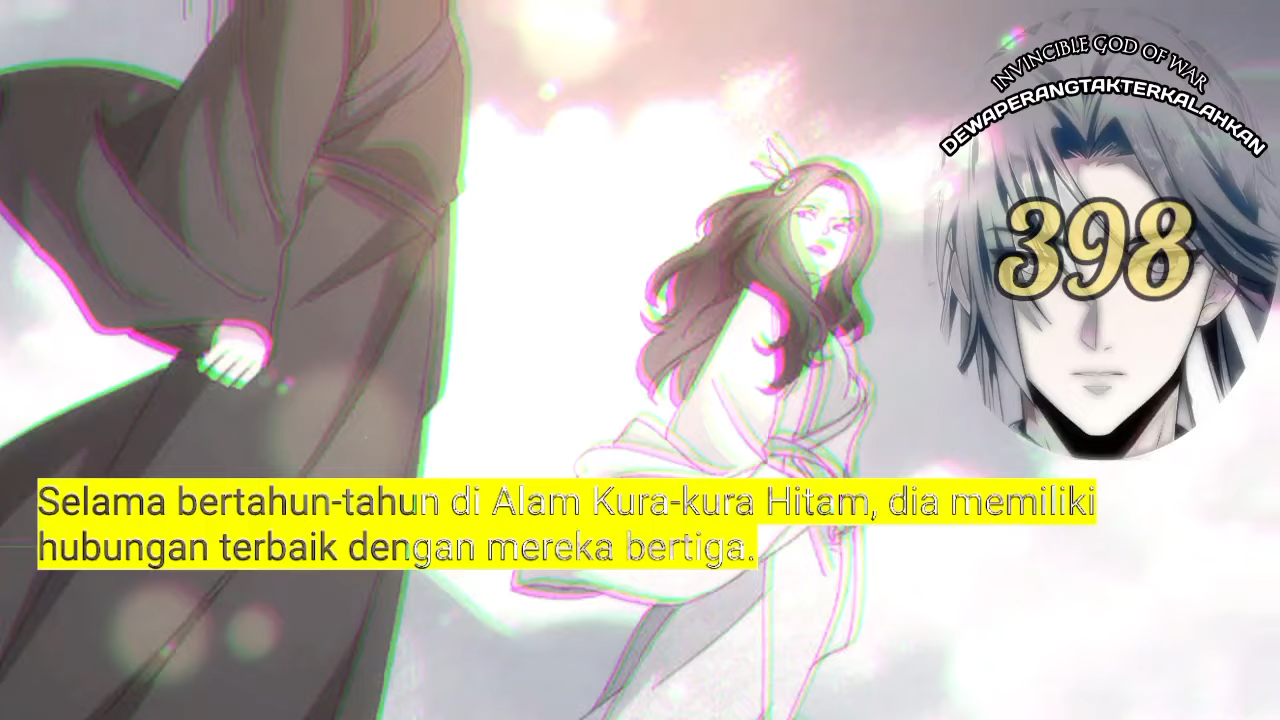 INVINCIBLE GOD OF WAR
DEWAPERANGTAKTERKALAHKAN
398
Selama bertahun-tahun di Alam Kura-kura Hitam, dia memiliki
hubungan terbaik dengan mereka bertiga.